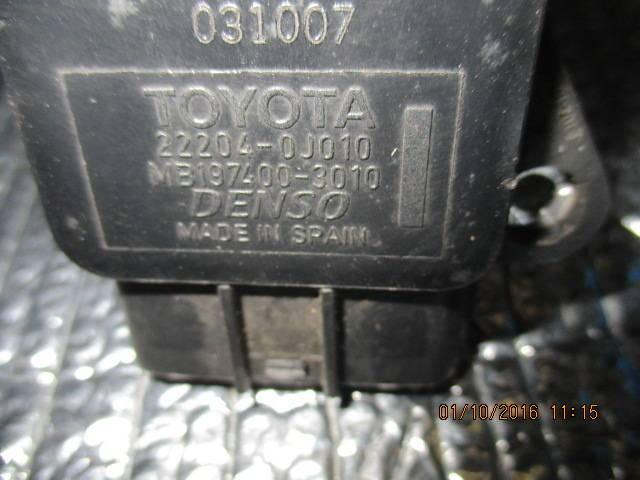 031007
TOYOTA
22204-0J010
MB197400-3010
DENSO
MADE IN SPAIN
01/10/2016 11:15